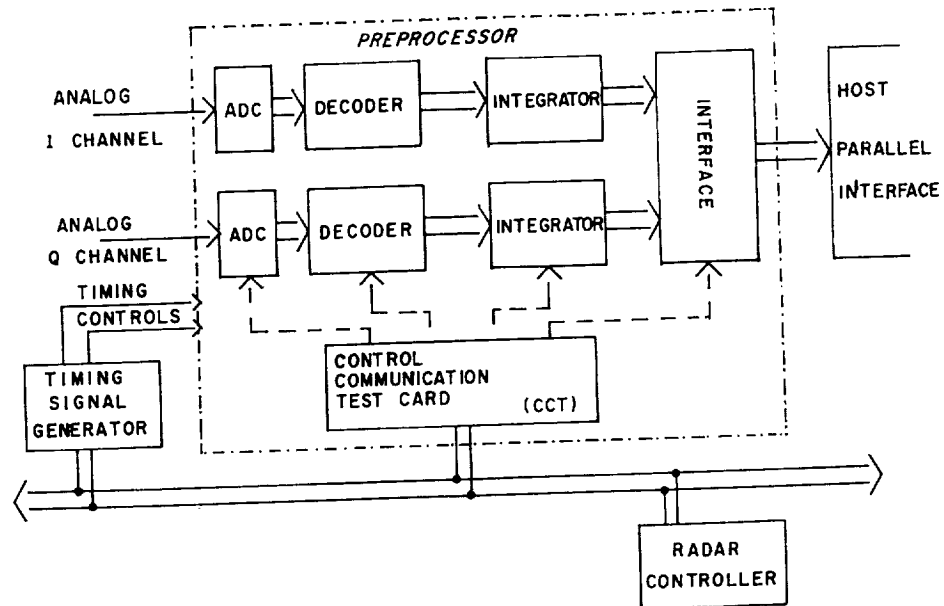 PREPROCESSOR
ANALOG
I CHANNEL
ADC
DECODER
INTEGRATOR
INTERFACE
HOST
PARALLEL
INTERFACE
ANALOG
Q CHANNEL
ADC
DECODER
INTEGRATOR
TIMING
CONTROLS
TIMING
SIGNAL
GENERATOR
CONTROL
COMMUNICATION
TEST CARD
(CCT)
RADAR
CONTROLLER